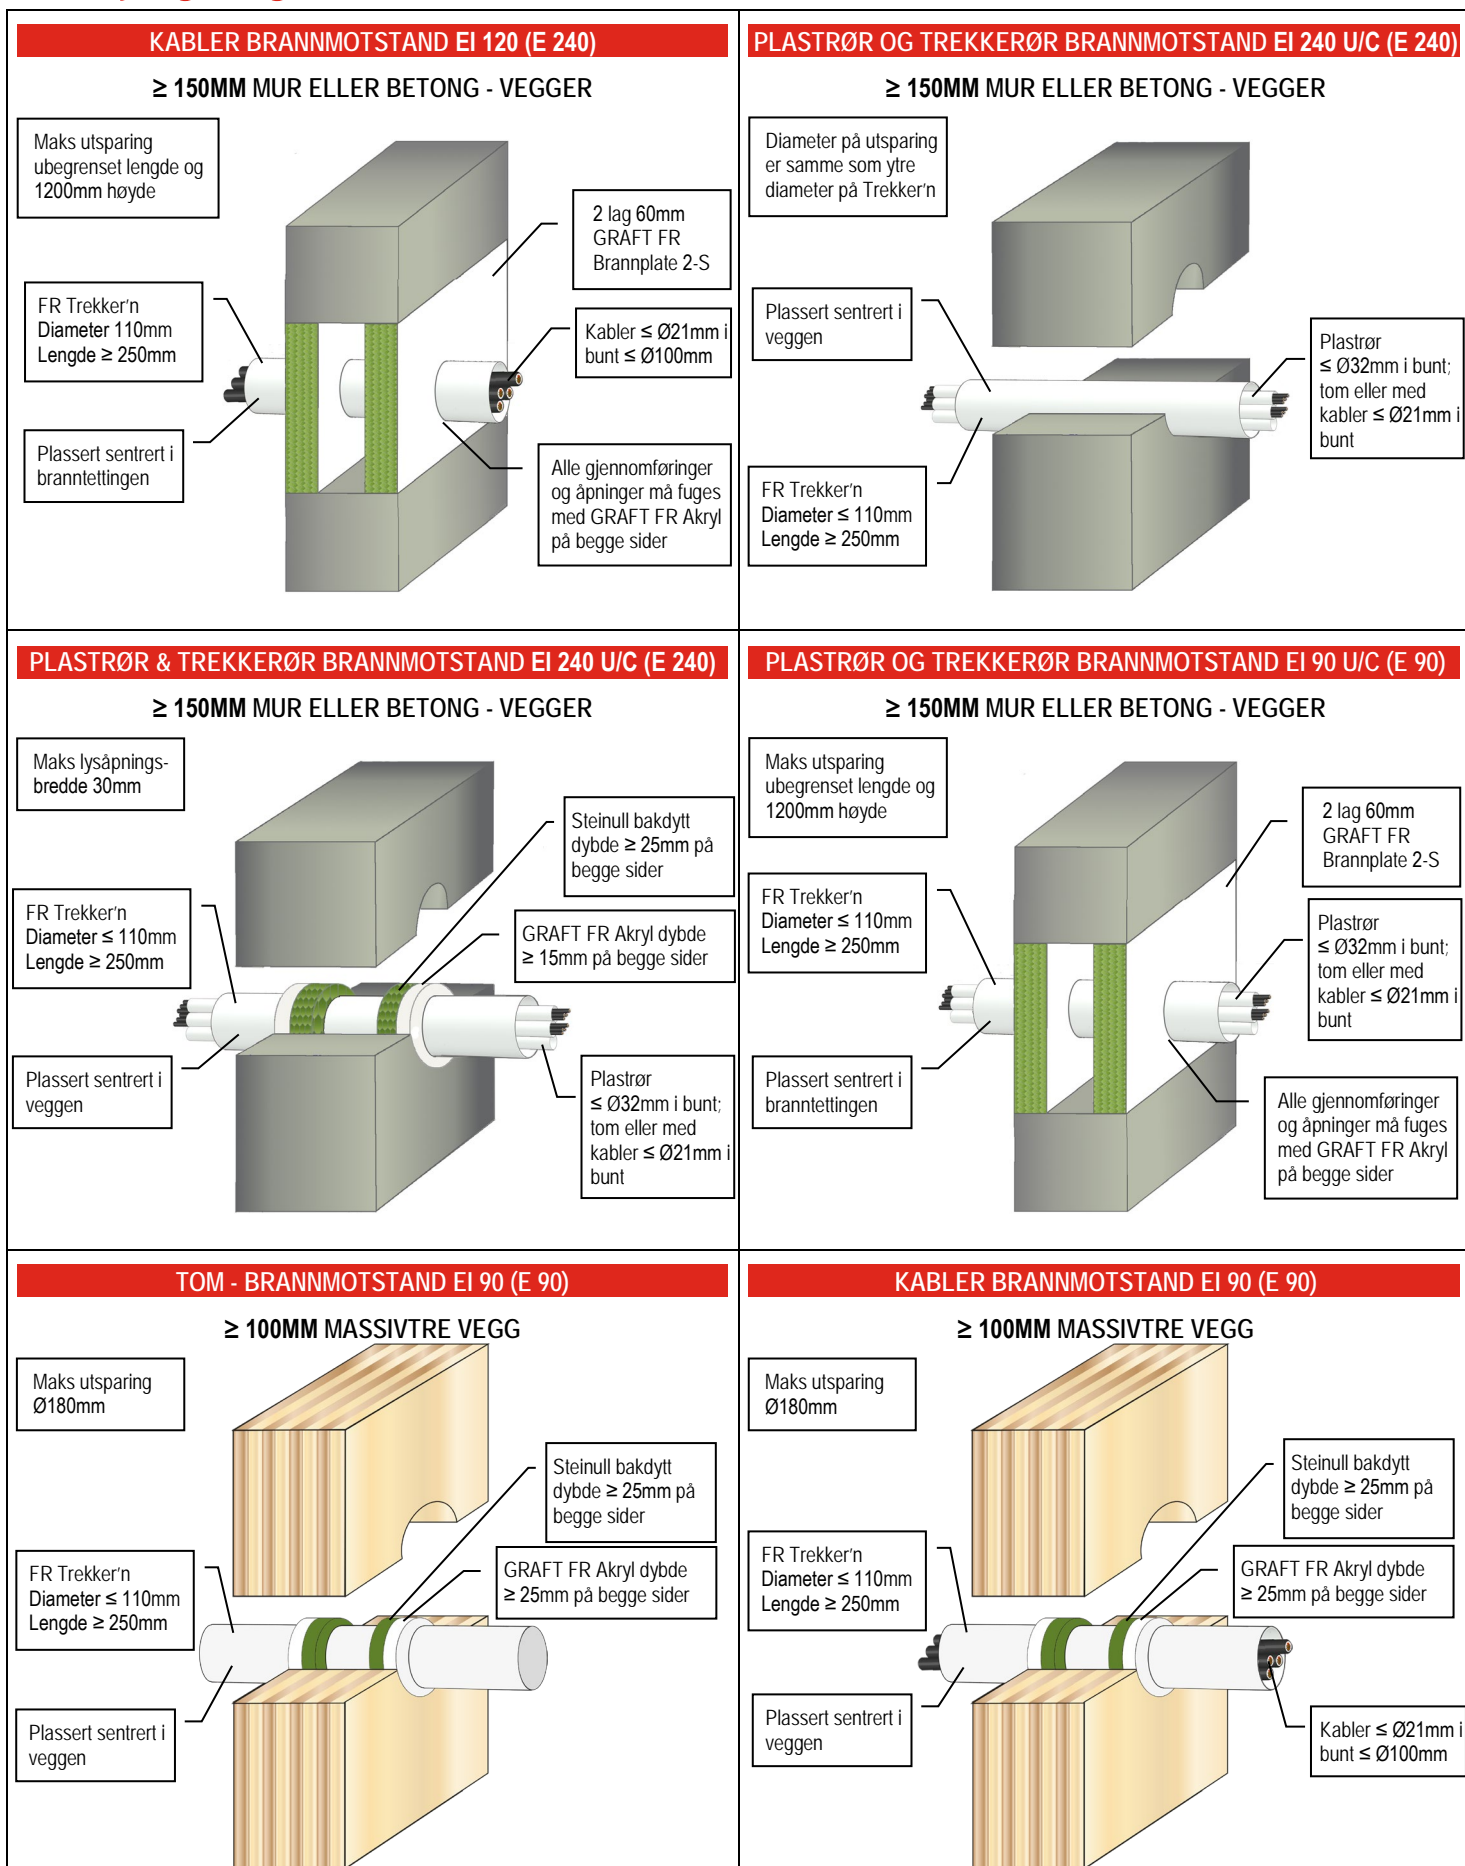 KABLER BRANNMOTSTAND EI 120 (E 240)
≥ 150MM MUR ELLER BETONG - VEGGER
Maks utsparing
ubegrenset lengde og
1200mm høyde
2 lag 60mm
GRAFT FR
Brannplate 2-S
FR Trekker’n
Diameter 110mm
Lengde ≥ 250mm
Kabler ≤ Ø21mm i
bunt ≤ Ø100mm
Plassert sentrert i
branntettingen
Alle gjennomføringer
og åpninger må fuges
med GRAFT FR Akryl
på begge sider
PLASTRØR OG TREKKERØR BRANNMOTSTAND EI 240 U/C (E 240)
≥ 150MM MUR ELLER BETONG - VEGGER
Diameter på utsparing
er samme som ytre
diameter på Trekker’n
Plassert sentrert i
veggen
Plastrør
≤ Ø32mm i bunt;
tom eller med
kabler ≤ Ø21mm i
bunt
FR Trekker’n
Diameter ≤ 110mm
Lengde ≥ 250mm
PLASTRØR & TREKKERØR BRANNMOTSTAND EI 240 U/C (E 240)
≥ 150MM MUR ELLER BETONG - VEGGER
Maks lysåpnings-
bredde 30mm
Steinull bakdytt
dybde ≥ 25mm på
begge sider
FR Trekker’n
Diameter ≤ 110mm
Lengde ≥ 250mm
GRAFT FR Akryl dybde
≥ 15mm på begge sider
Plassert sentrert i
veggen
Plastrør
≤ Ø32mm i bunt;
tom eller med
kabler ≤ Ø21mm i
bunt
PLASTRØR OG TREKKERØR BRANNMOTSTAND EI 90 U/C (E 90)
≥ 150MM MUR ELLER BETONG - VEGGER
Maks utsparing
ubegrenset lengde og
1200mm høyde
2 lag 60mm
GRAFT FR
Brannplate 2-S
FR Trekker’n
Diameter ≤ 110mm
Lengde ≥ 250mm
Plastrør
≤ Ø32mm i bunt;
tom eller med
kabler ≤ Ø21mm i
bunt
Plassert sentrert i
branntettingen
Alle gjennomføringer
og åpninger må fuges
med GRAFT FR Akryl
på begge sider
TOM - BRANNMOTSTAND EI 90 (E 90)
≥ 100MM MASSIVTRE VEGG
Maks utsparing
Ø180mm
Steinull bakdytt
dybde ≥ 25mm på
begge sider
FR Trekker’n
Diameter ≤ 110mm
Lengde ≥ 250mm
GRAFT FR Akryl dybde
≥ 25mm på begge sider
Plassert sentrert i
veggen
KABLER BRANNMOTSTAND EI 90 (E 90)
≥ 100MM MASSIVTRE VEGG
Maks utsparing
Ø180mm
Steinull bakdytt
dybde ≥ 25mm på
begge sider
FR Trekker’n
Diameter ≤ 110mm
Lengde ≥ 250mm
GRAFT FR Akryl dybde
≥ 25mm på begge sider
Plassert sentrert i
veggen
Kabler ≤ Ø21mm i
bunt ≤ Ø100mm